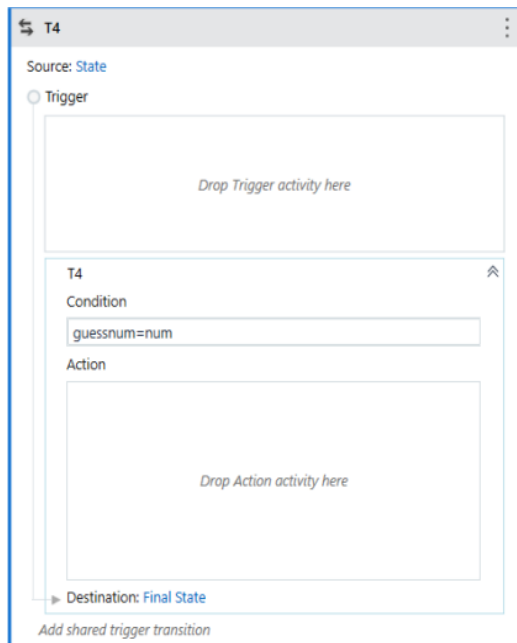 T4
Source: State
Trigger
Drop Trigger activity here
T4
Condition
guessnum=num
Action
Drop Action activity here
Destination: Final State
Add shared trigger transition